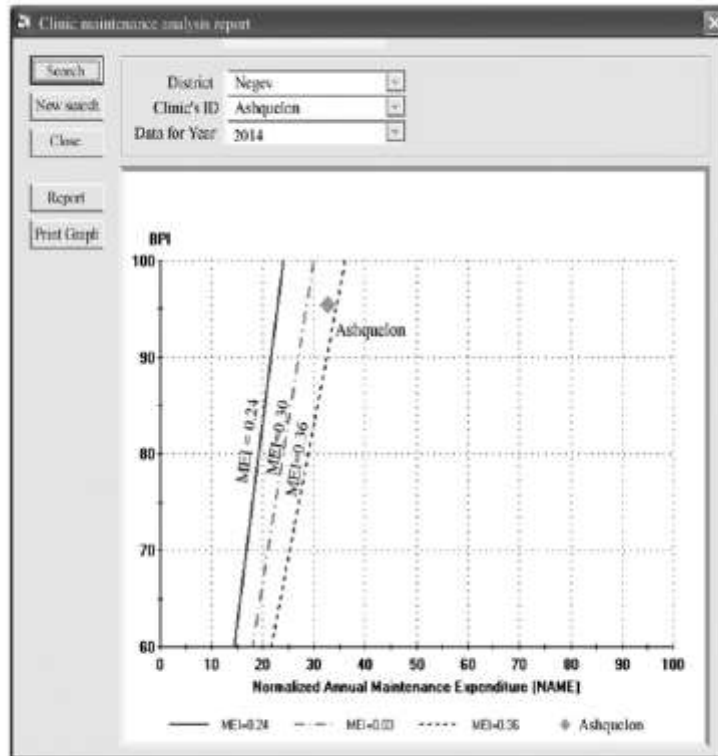 Clinic maintenance analysis report
Search
New search
Close
Report
Print Graph
District Negev
Clinic's ID Ashquelon
Data for Year 2014
BPI
100
90
80
70
60
MEI = 0.24
MEI=0.30
MEI=0.36
Ashquelon
0 10 20 30 40 50 60 70 80 90 100
Normalized Annual Maintenance Expenditure [NAME]
MEI=0.24 MEI=0.03 MEI=0.36 Ashquelon